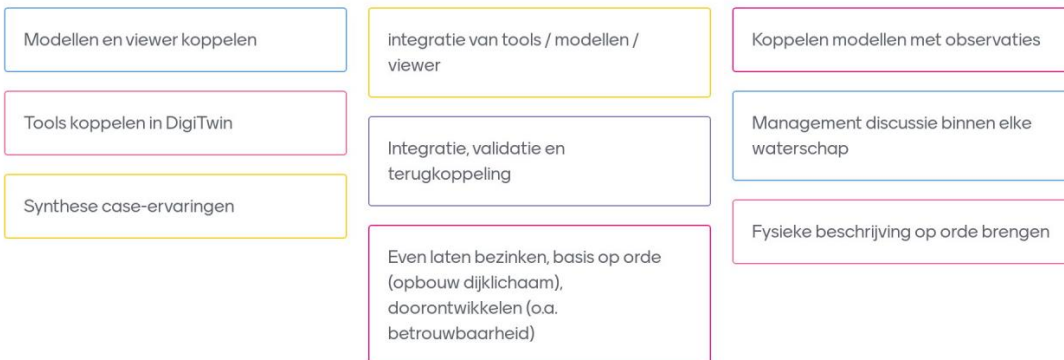 Modellen en viewer koppelen
Tools koppelen in DigiTwin
Synthese case-ervaringen
integratie van tools / modellen /
viewer
Integratie, validatie en
terugkoppeling
Even laten bezinken, basis op orde
(opbouw dijklichaam),
doorontwikkelen (o.a.
betrouwbaarheid)
Koppelen modellen met observaties
Management discussie binnen elke
waterschap
Fysieke beschrijving op orde brengen